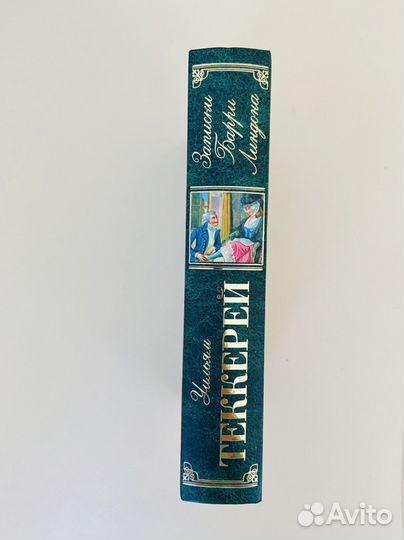 Уильям
ТЕККЕРЕЙ
Записки
Барри
Линдона
Avito